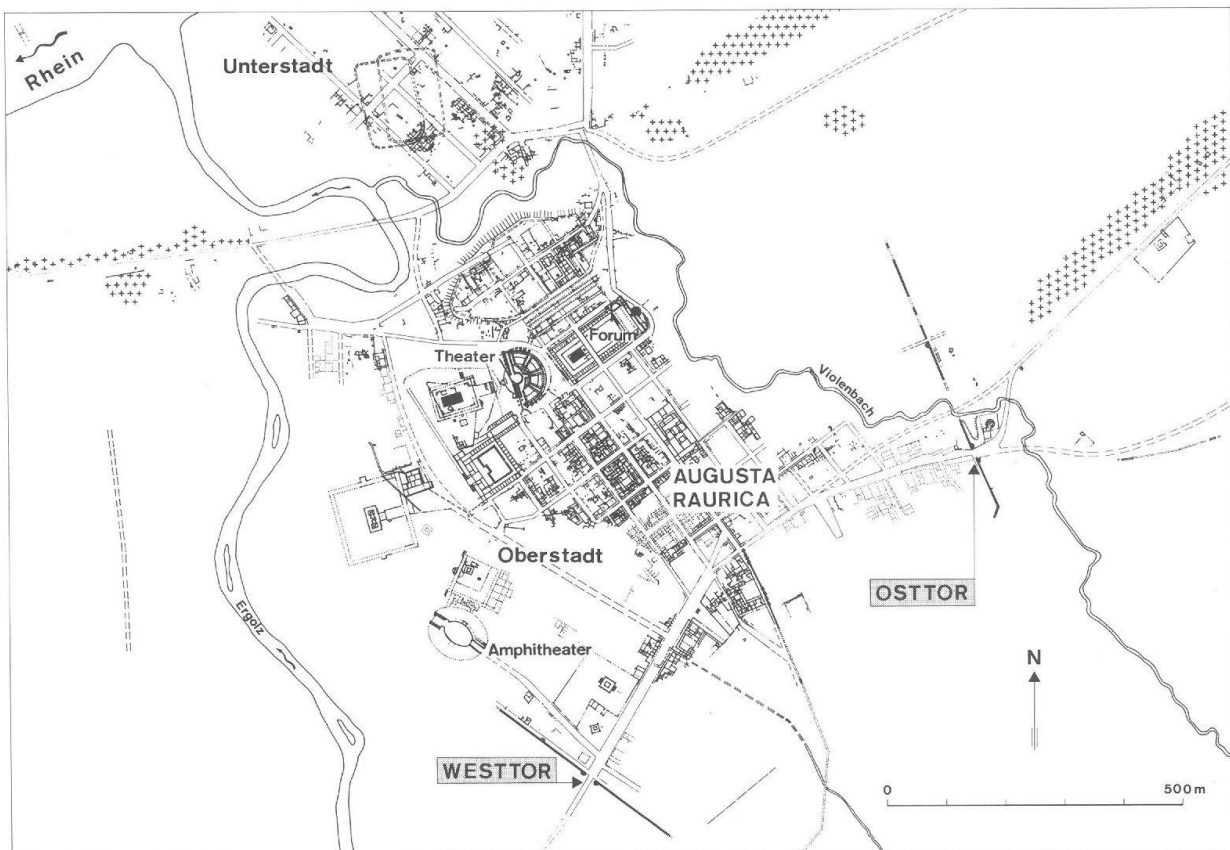 Rhein
Unterstadt
Forum
Theater
Violenbach
AUGUSTA
RAURICA
Oberstadt
OSTTOR
Ergolz
Amphitheater
N
WESTTOR
0
500 m